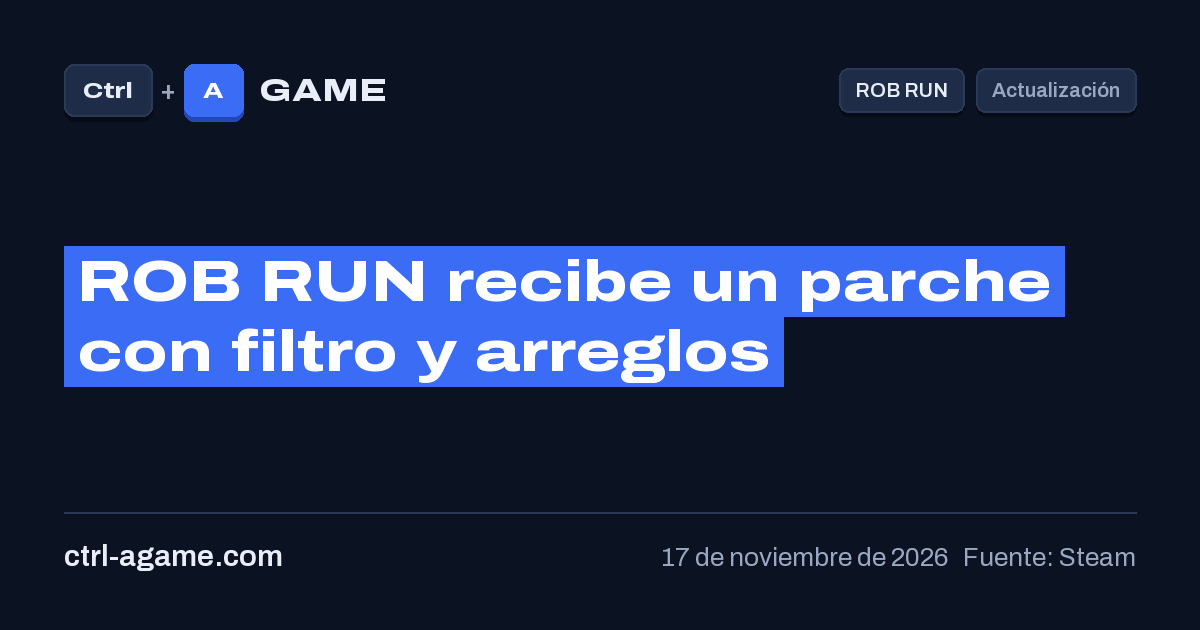 Ctrl + A GAME
ROB RUN
Actualización
ROB RUN recibe un parche
con filtro y arreglos
ctrl-agame.com
17 de noviembre de 2026 Fuente: Steam